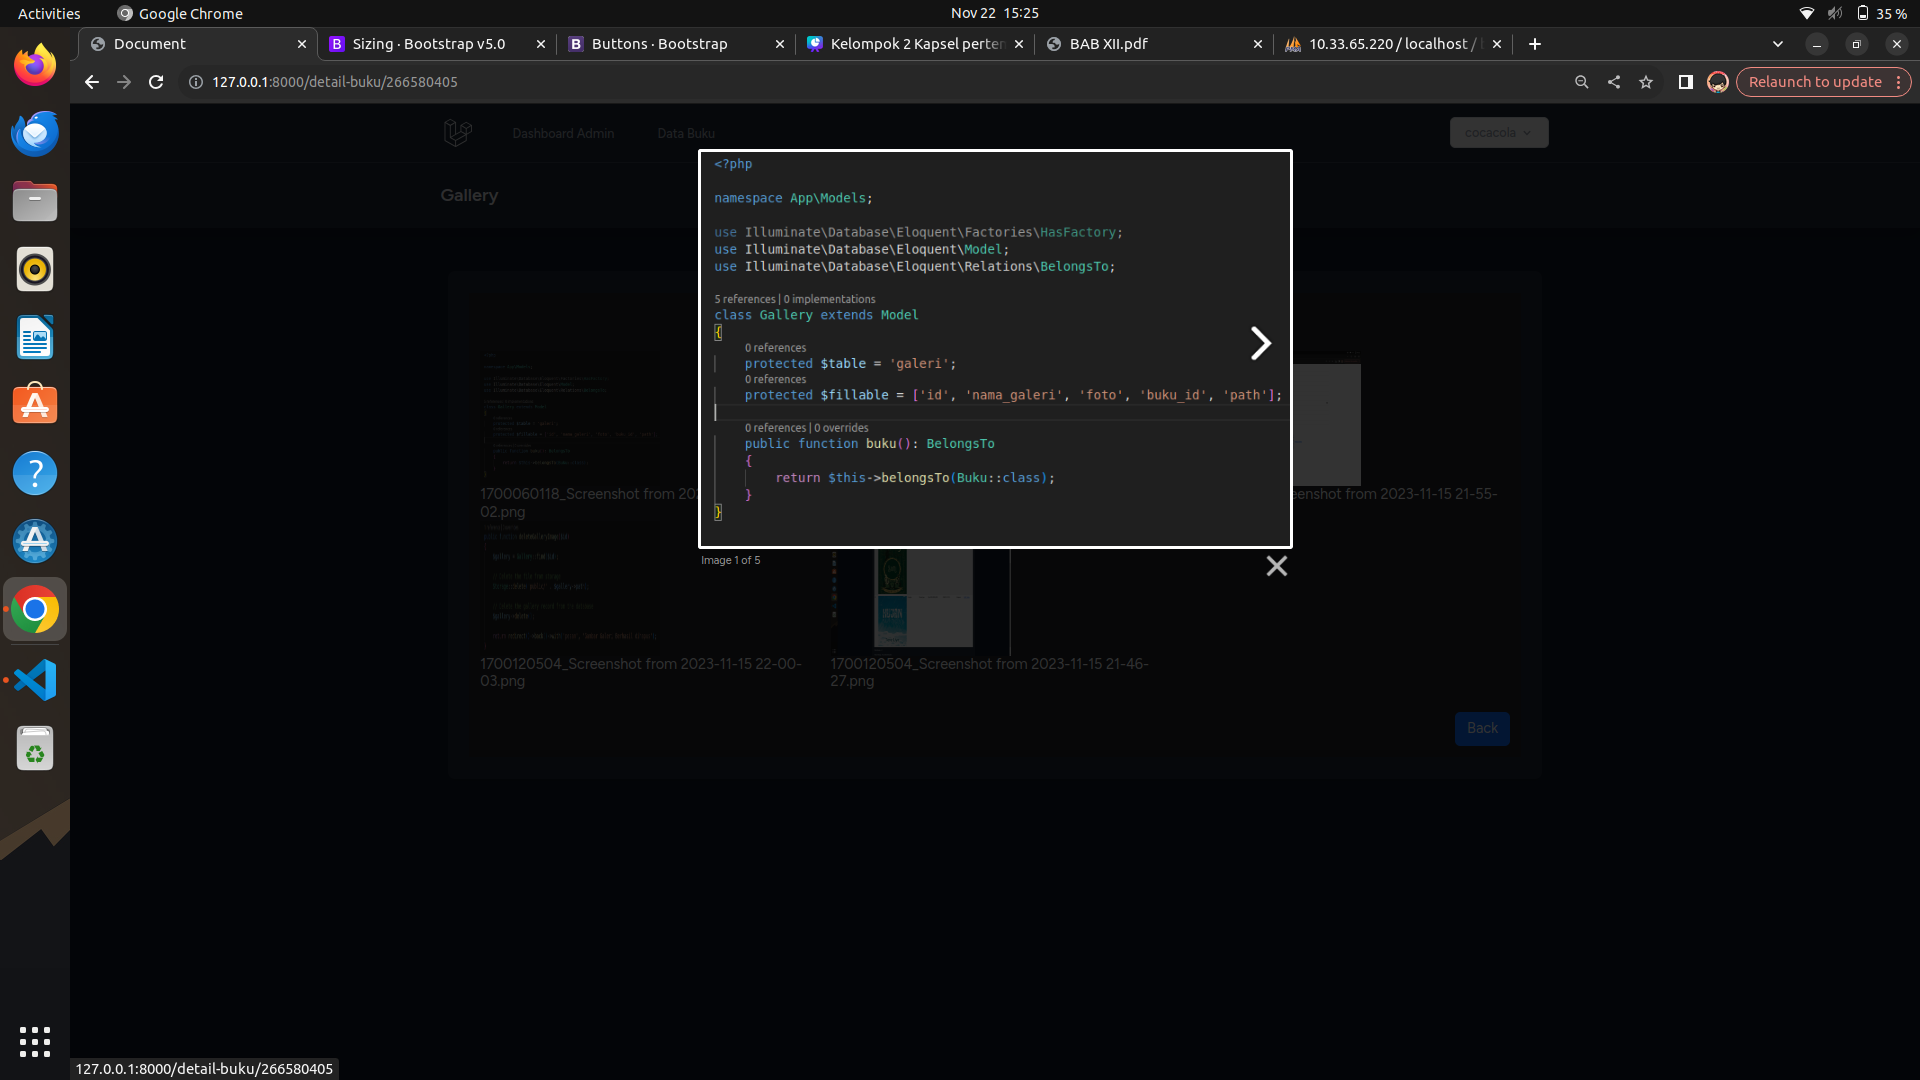 Activities
Google Chrome
Nov 22 15:25
35 %
Document
Sizing · Bootstrap v5.0
Buttons · Bootstrap
Kelompok 2 Kapsel perten
BAB XII.pdf
10.33.65.220 / localhost /
127.0.0.1:8000/detail-buku/266580405
Relaunch to update
Dashboard Admin
Data Buku
cocacola
Gallery
<?php
namespace App\Models;
use Illuminate\Database\Eloquent\Factories\HasFactory;
use Illuminate\Database\Eloquent\Model;
use Illuminate\Database\Eloquent\Relations\BelongsTo;
5 references | 0 implementations
class Gallery extends Model
{
0 references
protected $table = 'galeri';
0 references
protected $fillable = ['id', 'nama_galeri', 'foto', 'buku_id', 'path'];
0 references | 0 overrides
public function buku(): BelongsTo
{
return $this->belongsTo(Buku::class);
}
}
Image 1 of 5
1700060118_Screenshot from 202
02.png
enshot from 2023-11-15 21-55-
1700120504_Screenshot from 2023-11-15 22-00-
03.png
HUJAN
1700120504_Screenshot from 2023-11-15 21-46-
27.png
Back
127.0.0.1:8000/detail-buku/266580405